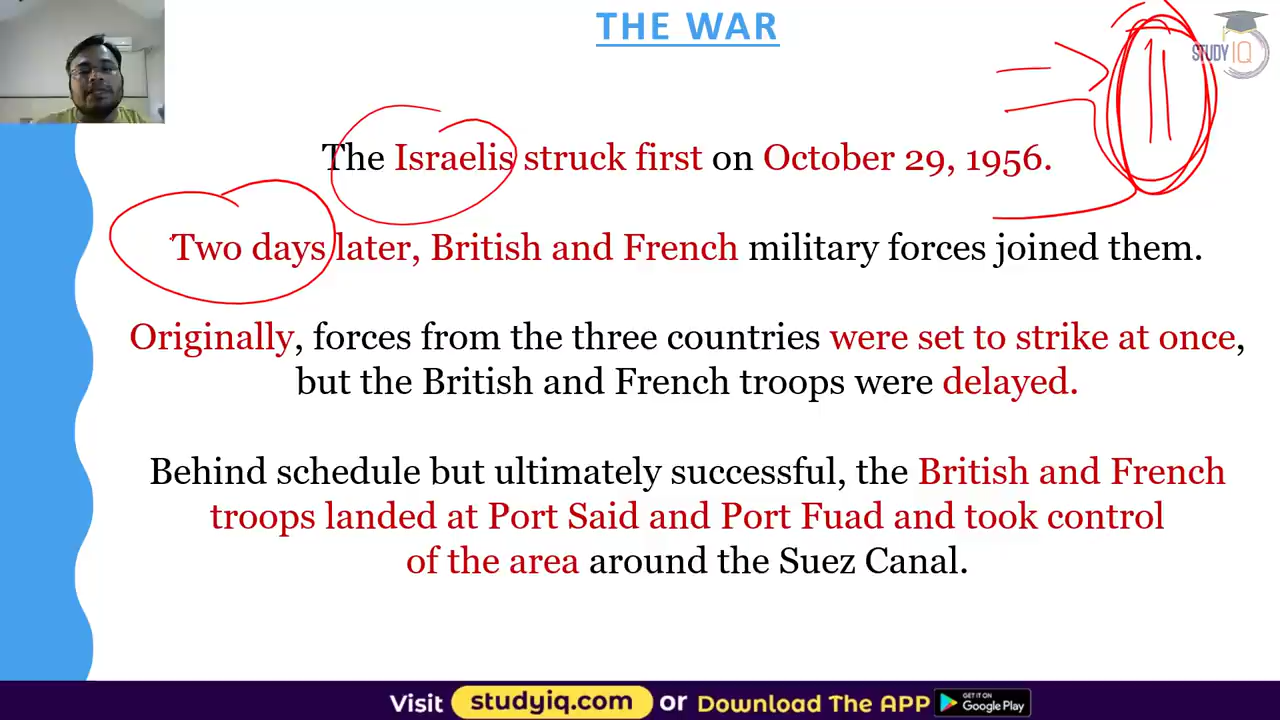 THE WAR
STUDY IQ
The Israelis struck first on October 29, 1956.
Two days later, British and French military forces joined them.
Originally, forces from the three countries were set to strike at once,
but the British and French troops were delayed.
Behind schedule but ultimately successful, the British and French
troops landed at Port Said and Port Fuad and took control
of the area around the Suez Canal.
Visit studyiq.com or Download The APP GET IT ON Google Play